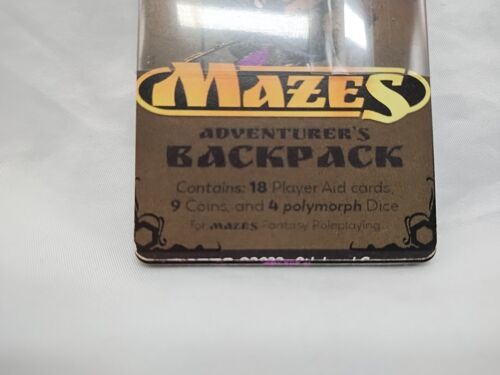 MAZES
ADVENTURER'S
BACKPACK
Contains: 18 Player Aid cards,
9 Coins, and 4 polymorph Dice
For MAZES Fantasy Roleplaying